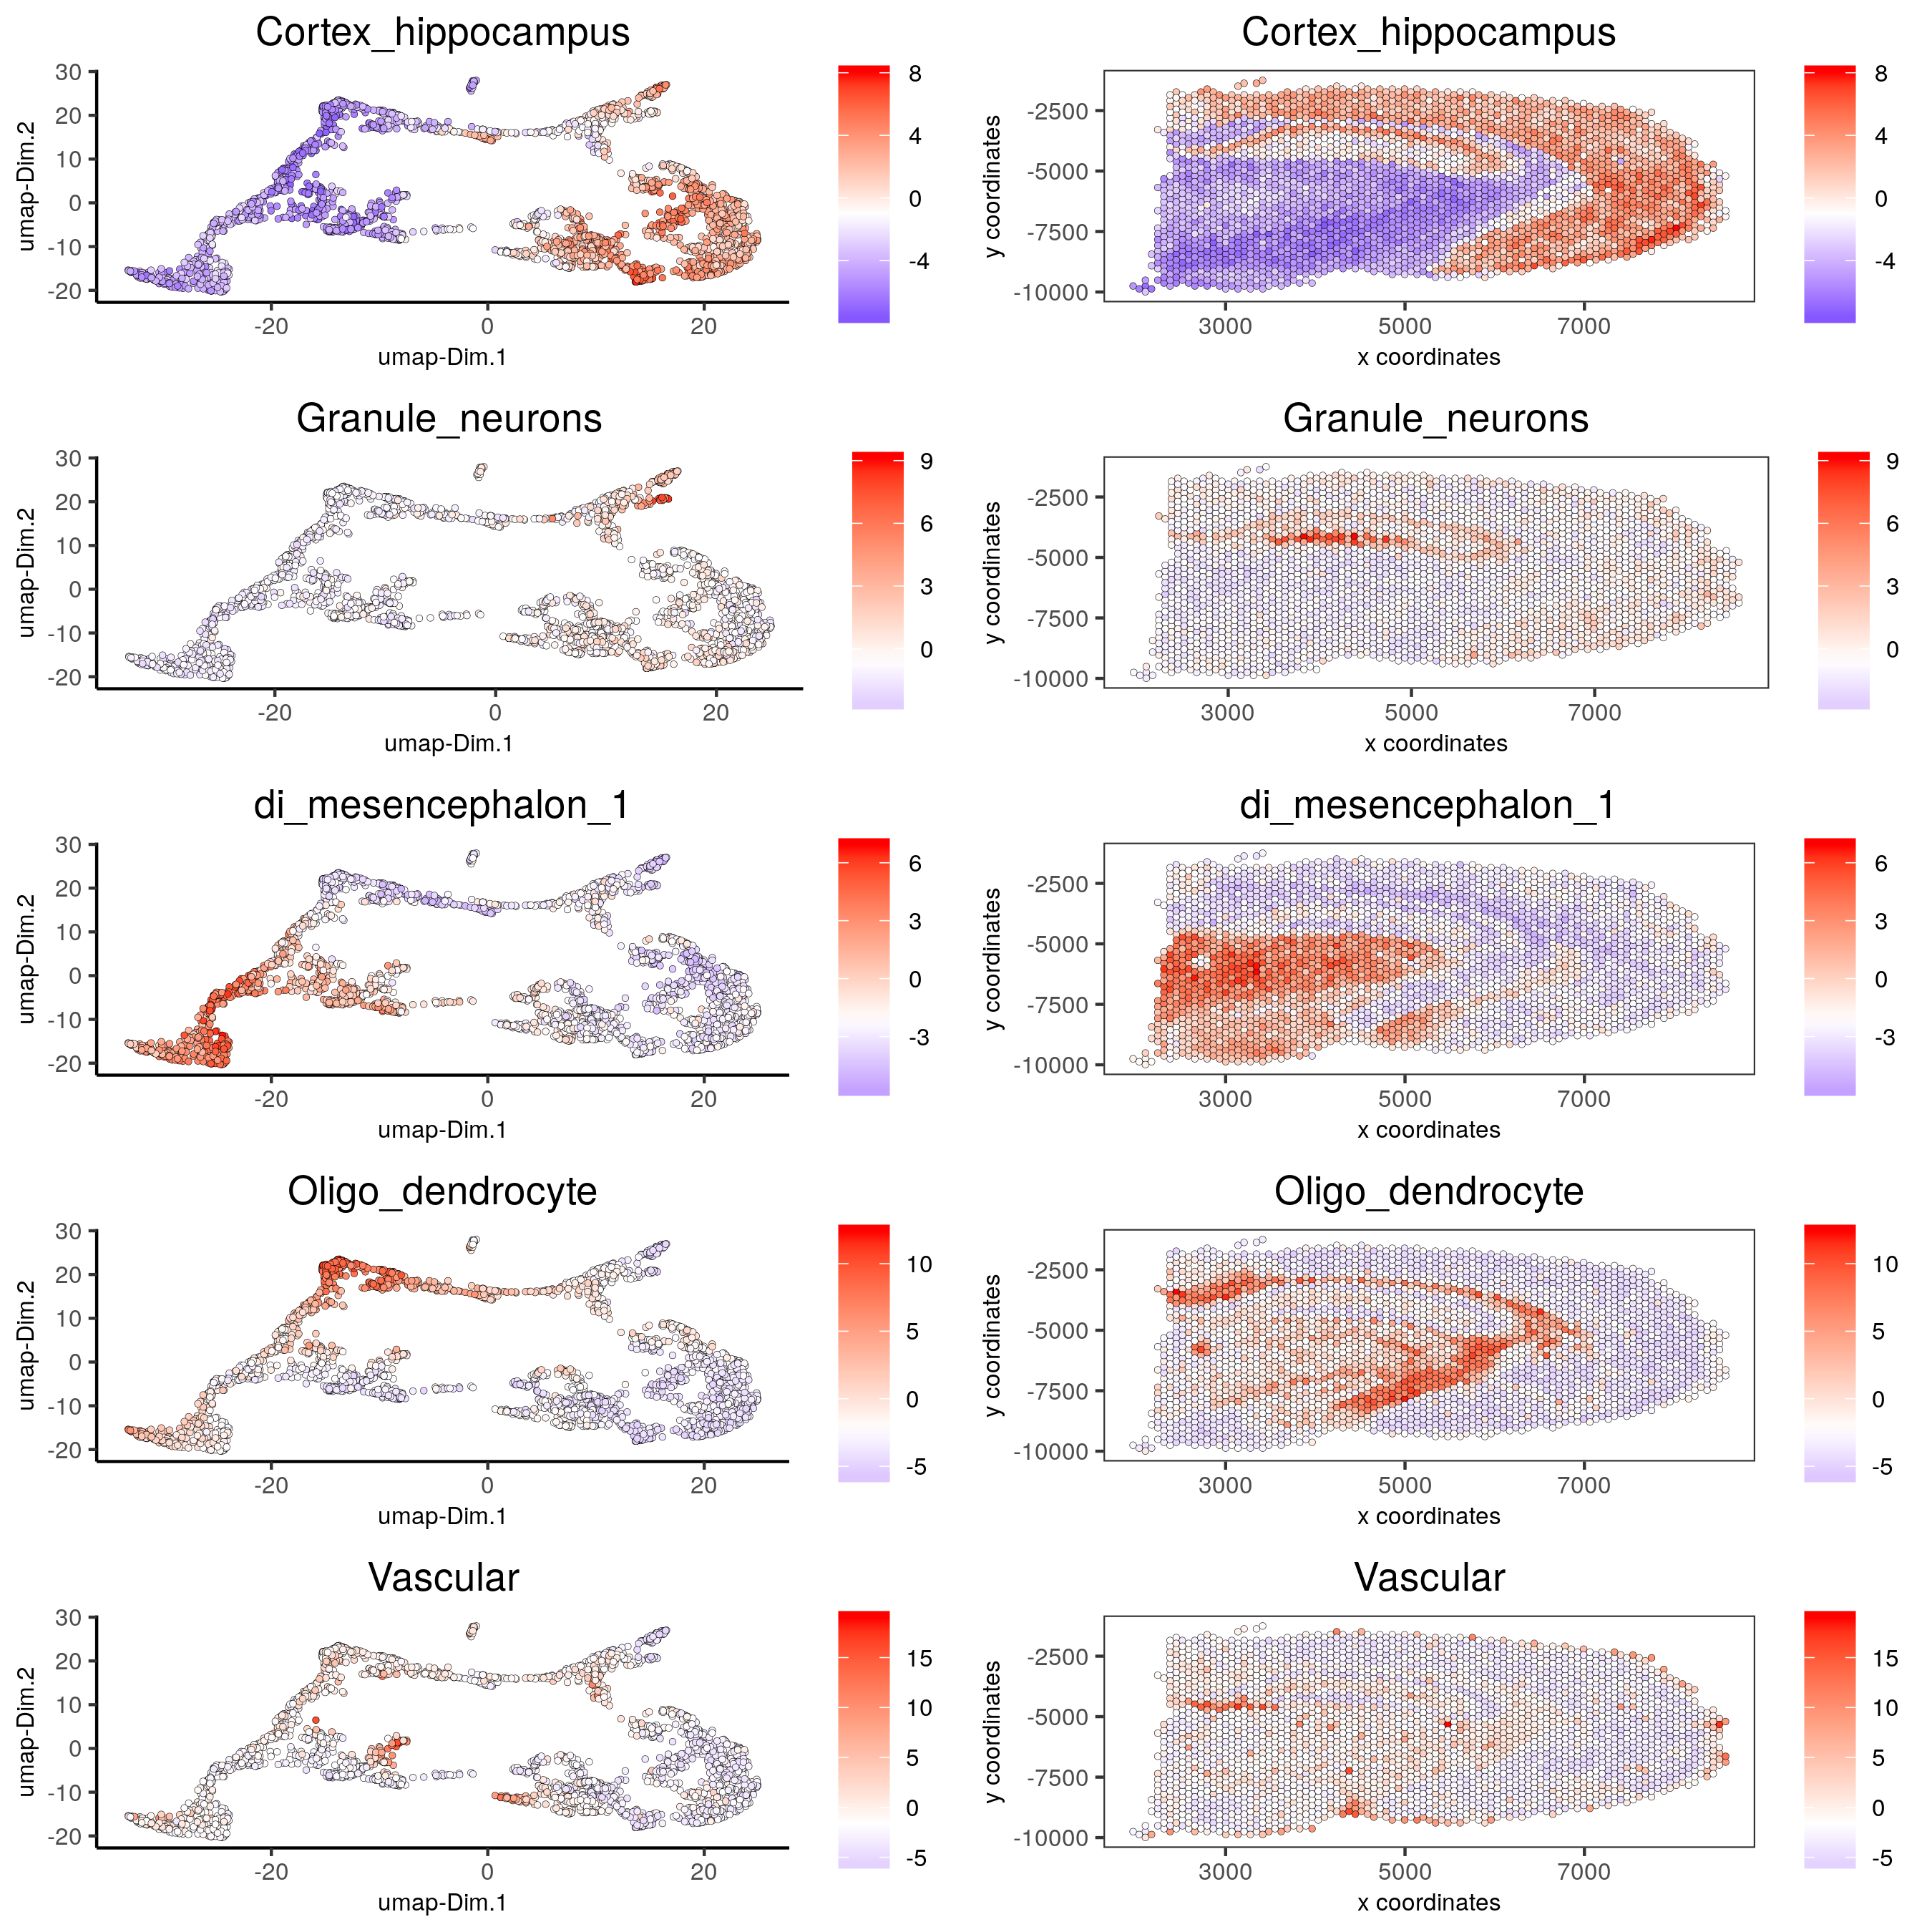 Cortex_hippocampus
30
20
10
0
-10
-20
umap-Dim.2
-20 0 20
umap-Dim.1
8
4
0
-4
Cortex_hippocampus
-2500
-5000
-7500
-10000
y coordinates
3000 5000 7000
x coordinates
8
4
0
-4
Granule_neurons
30
20
10
0
-10
-20
umap-Dim.2
-20 0 20
umap-Dim.1
9
6
3
0
Granule_neurons
-2500
-5000
-7500
-10000
y coordinates
3000 5000 7000
x coordinates
9
6
3
0
di_mesencephalon_1
30
20
10
0
-10
-20
umap-Dim.2
-20 0 20
umap-Dim.1
6
3
0
-3
di_mesencephalon_1
-2500
-5000
-7500
-10000
y coordinates
3000 5000 7000
x coordinates
6
3
0
-3
Oligo_dendrocyte
30
20
10
0
-10
-20
umap-Dim.2
-20 0 20
umap-Dim.1
10
5
0
-5
Oligo_dendrocyte
-2500
-5000
-7500
-10000
y coordinates
3000 5000 7000
x coordinates
10
5
0
-5
Vascular
30
20
10
0
-10
-20
umap-Dim.2
-20 0 20
umap-Dim.1
15
10
5
0
-5
Vascular
-2500
-5000
-7500
-10000
y coordinates
3000 5000 7000
x coordinates
15
10
5
0
-5